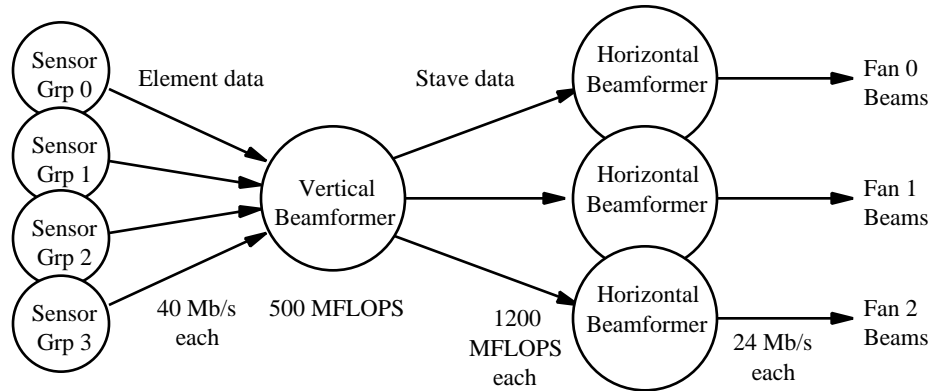 Sensor
Grp 0
Sensor
Grp 1
Sensor
Grp 2
Sensor
Grp 3
Element data
40 Mb/s
each
Vertical
Beamformer
500 MFLOPS
Stave data
Horizontal
Beamformer
Horizontal
Beamformer
Horizontal
Beamformer
1200
MFLOPS
each
24 Mb/s
each
Fan 0
Beams
Fan 1
Beams
Fan 2
Beams